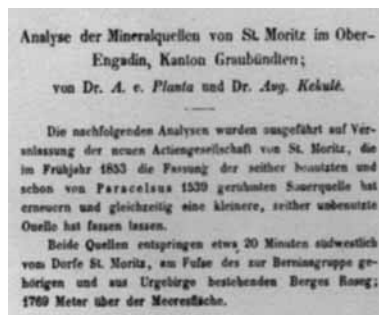 Analyse der Mineralquellen von St. Moritz im Ober-
Engadin, Kanton Graubündten;
von Dr. A. v. Planta und Dr. Aug. Kekulé.
Die nachfolgenden Analysen wurden ausgeführt auf Ver-
anlassung der neuen Actiengesellschaft von St. Moritz, die
im Frühjahr 1853 die Fassung der seither benutzten und
schon von Paracelsus 1539 gerühmten Sauerquelle hat
erneuern und gleichzeitig eine kleinere, seither unbenutzte
Quelle hat fassen lassen.
Beide Quellen entspringen etwa 20 Minuten südwestlich
vom Dorfe St. Moritz, am Fufse des zur Berninagruppe ge-
hörigen und aus Urgebirge bestehenden Berges Roseg;
1769 Meter über der Meeresfläche.